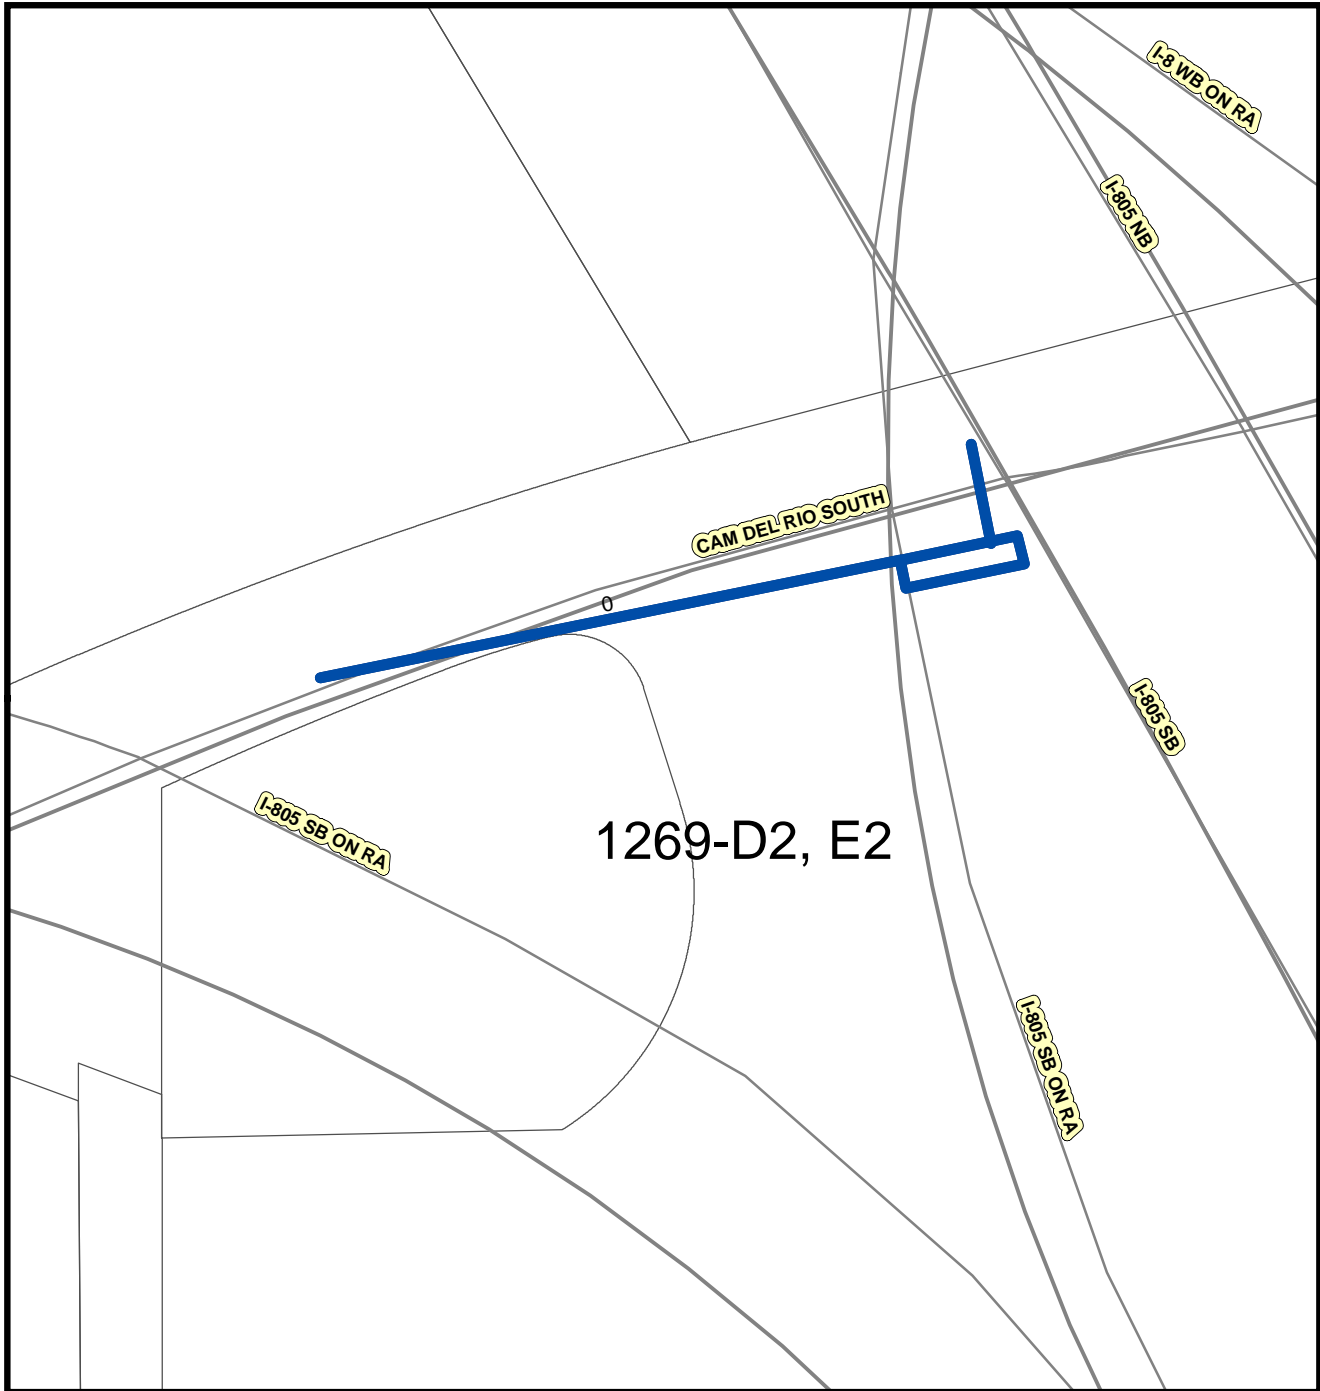 I-8 WB ON RA
I-805 NB
CAM DEL RIO SOUTH
0
I-805 SB
I-805 SB ON RA
1269-D2, E2
I-805 SB ON RA